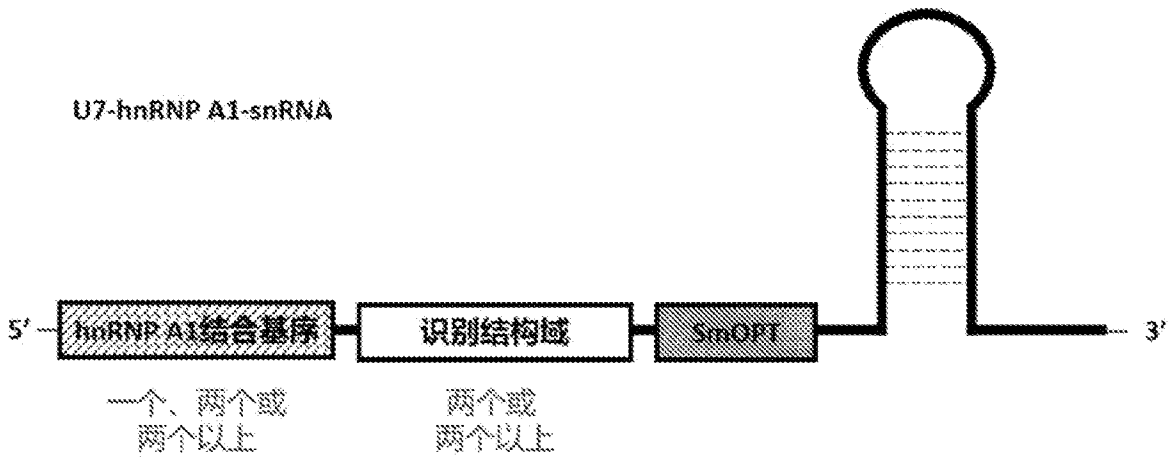 U7-hnRNP A1-snRNA
5′
hnRNP A1结合基序
识别结构域
SmOPT
3′
一个、两个或
两个以上
两个或
两个以上